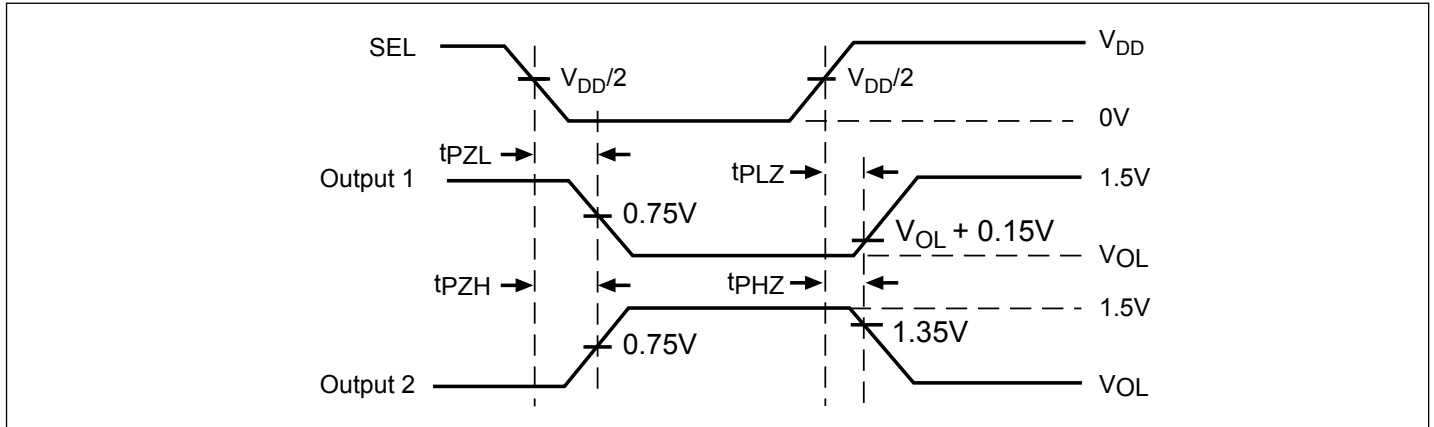 SEL
VDD
VDD/2
VDD/2
0V
tPZL
tPLZ
Output 1
1.5V
0.75V
VOL + 0.15V
VOL
tPZH
tPHZ
1.5V
0.75V
1.35V
Output 2
VOL